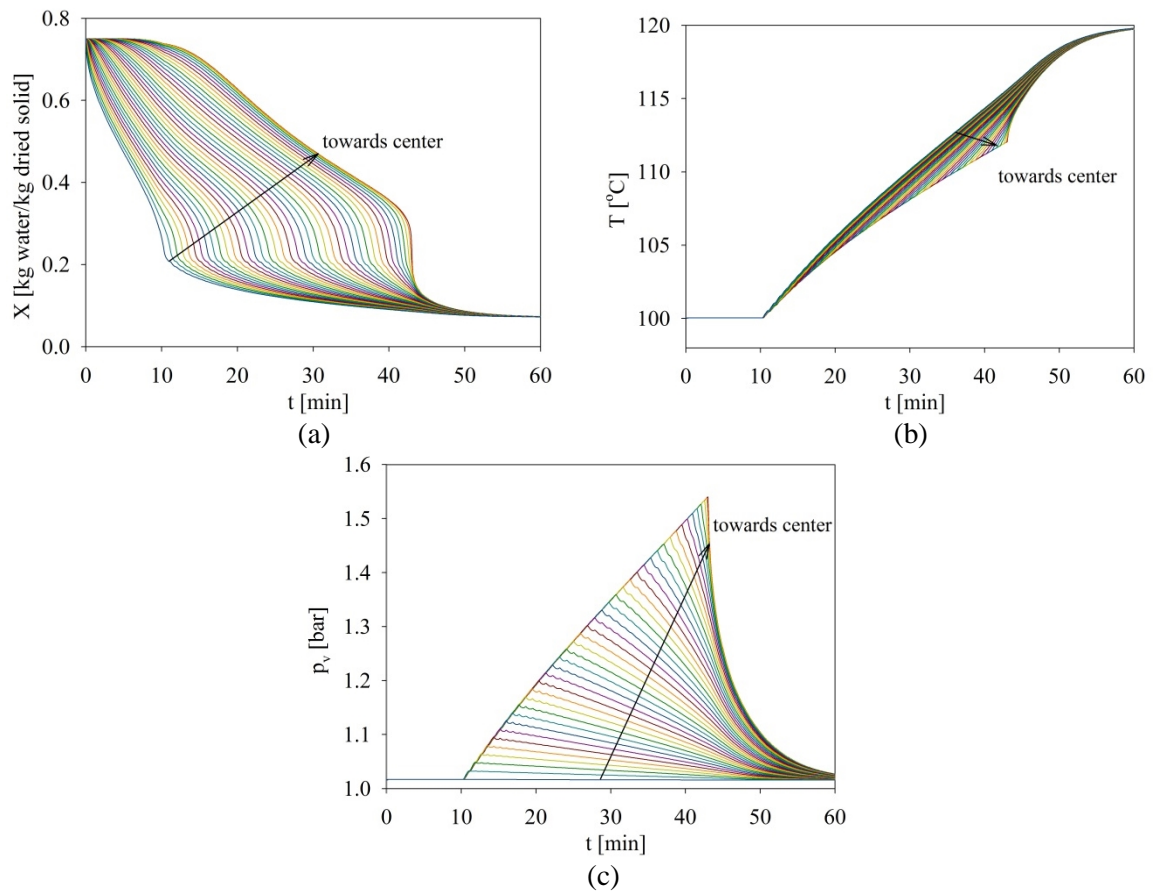 0.8
0.6
0.4
0.2
0.0
X [kg water/kg dried solid]
towards center
0 10 20 30 40 50 60
t [min]
(a)
120
115
110
105
100
T [°C]
towards center
0 10 20 30 40 50 60
t [min]
(b)
1.6
1.5
1.4
1.3
1.2
1.1
1.0
p_v [bar]
towards center
0 10 20 30 40 50 60
t [min]
(c)